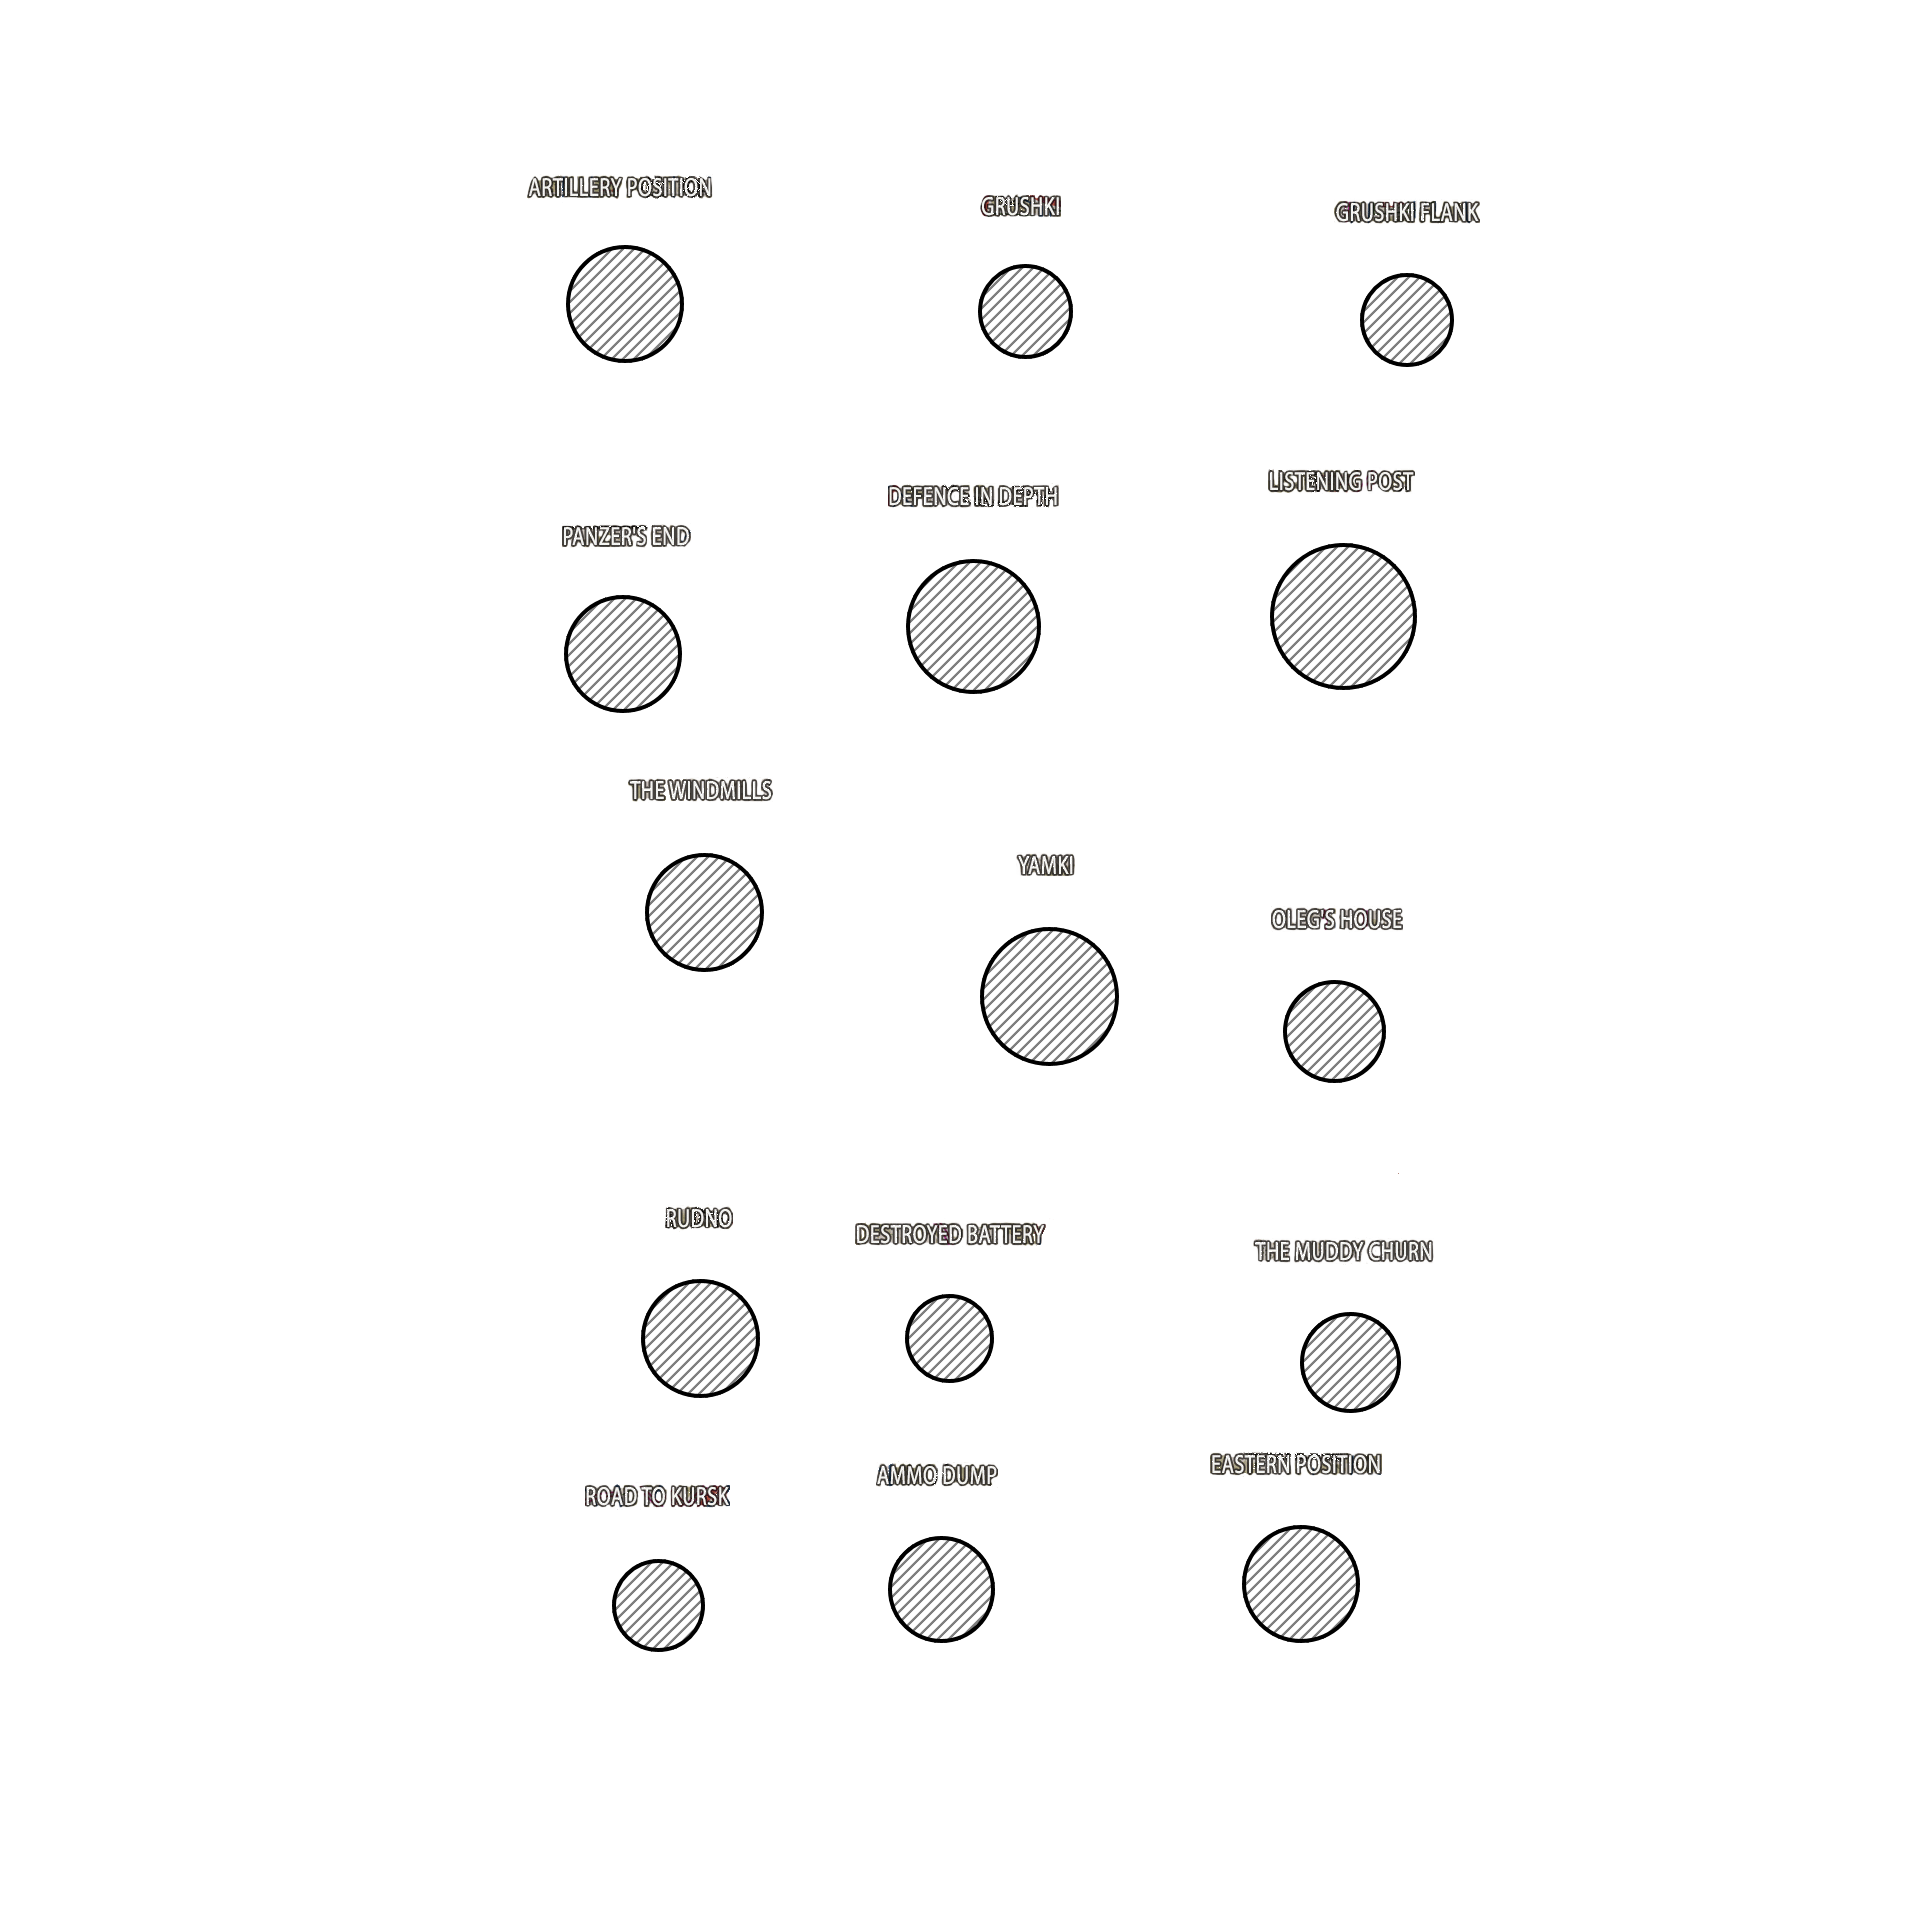 ARTILLERY POSITION
GRUSHKI
GRUSHKI FLANK
PANZER'S END
DEFENCE IN DEPTH
LISTENING POST
THE WINDMILLS
YAMKI
OLEG'S HOUSE
RUDNO
DESTROYED BATTERY
THE MUDDY CHURN
ROAD TO KURSK
AMMO DUMP
EASTERN POSITION